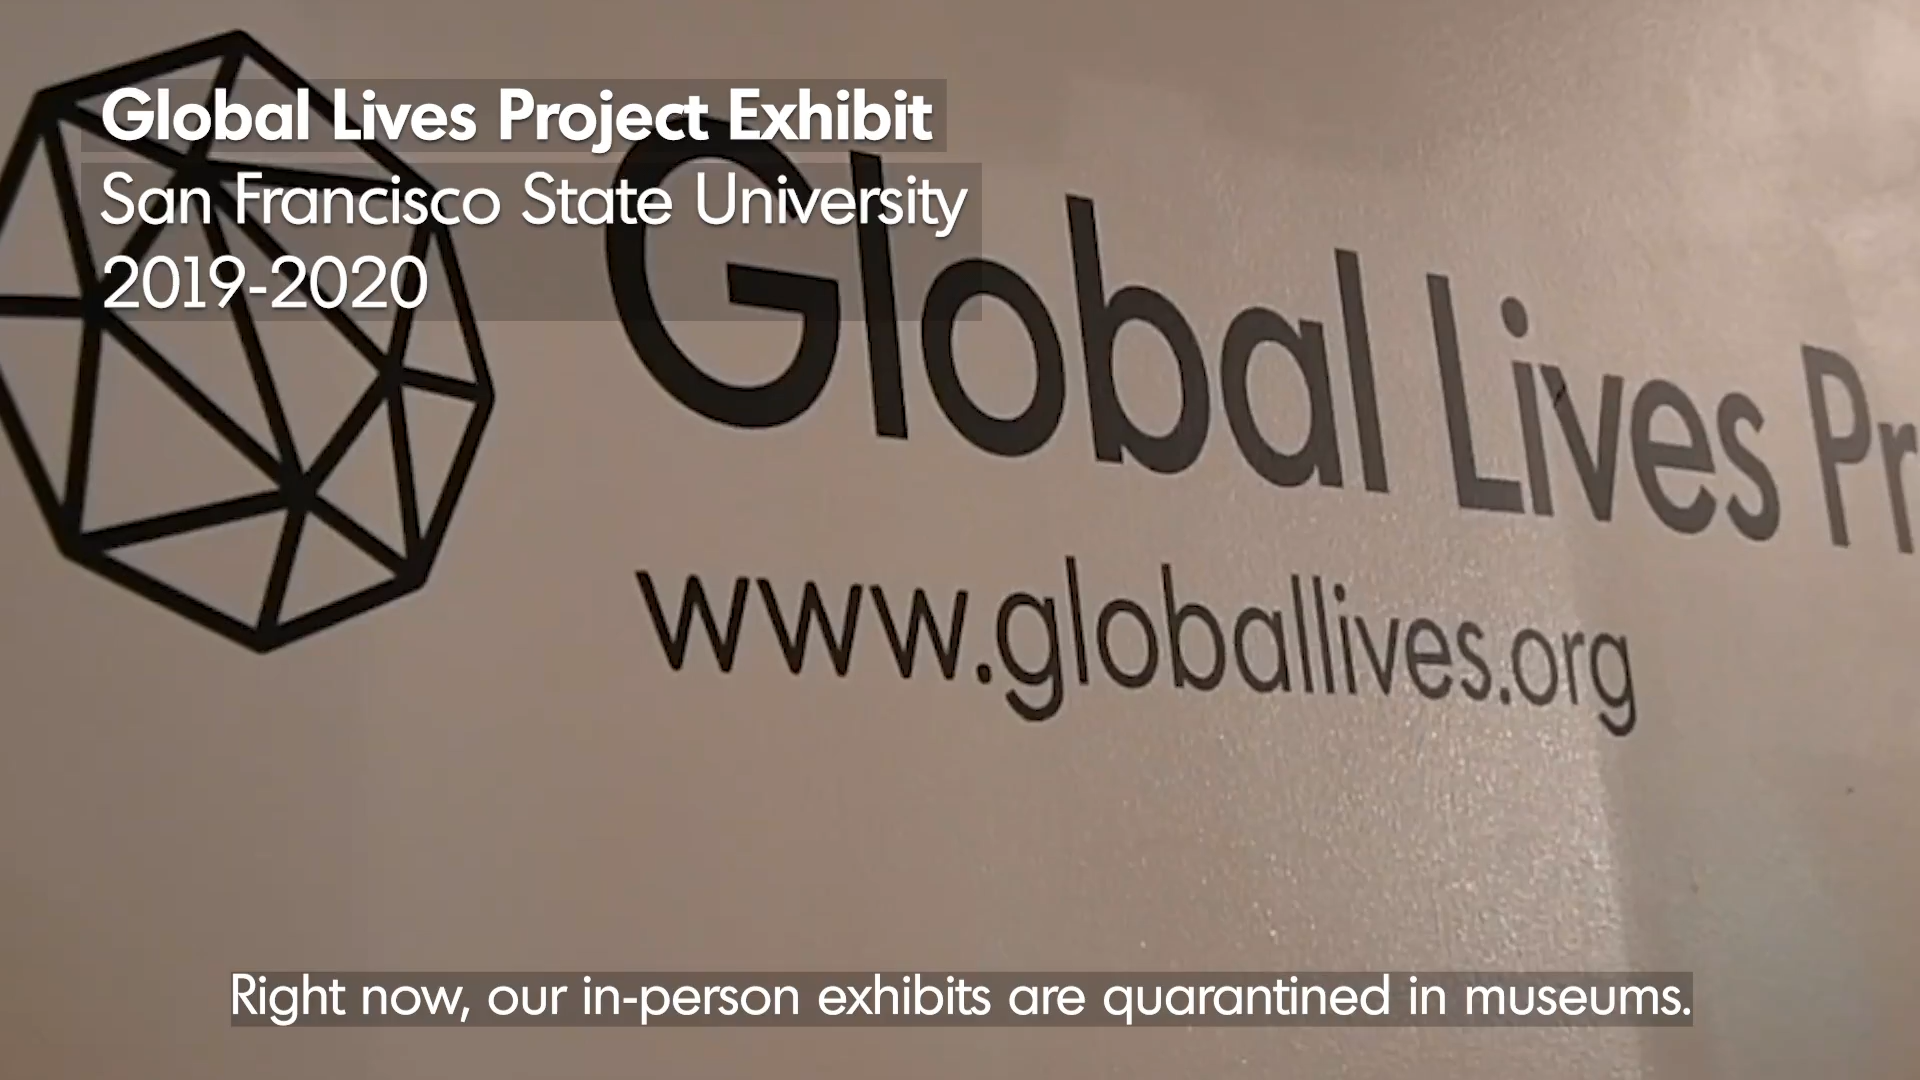 Global Lives Project Exhibit
San Francisco State University
2019-2020
Global Lives Pr
www.globallives.org
Right now, our in-person exhibits are quarantined in museums.